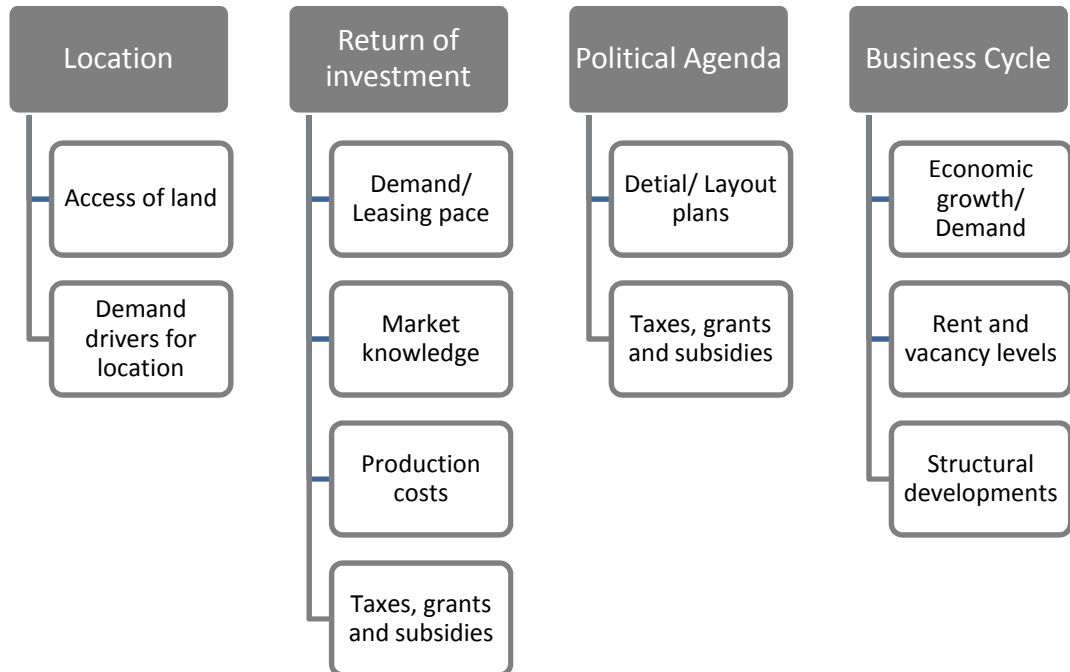 Location
Access of land
Demand
drivers for
location
Return of
investment
Demand/
Leasing pace
Market
knowledge
Production
costs
Taxes, grants
and subsidies
Political Agenda
Detial/ Layout
plans
Taxes, grants
and subsidies
Business Cycle
Economic
growth/
Demand
Rent and
vacancy levels
Structural
developments